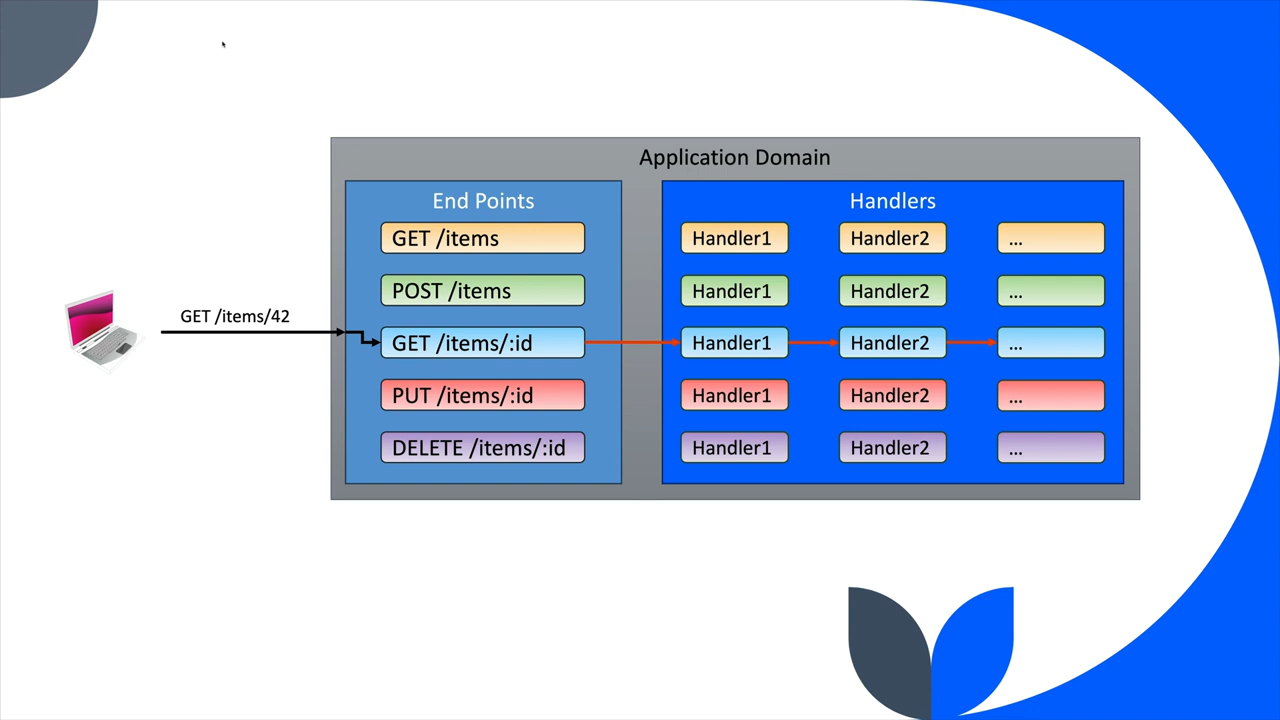 Application Domain
End Points
Handlers
GET /items
Handler1
Handler2
...
POST /items
Handler1
Handler2
...
GET /items/42
GET /items/:id
Handler1
Handler2
...
PUT /items/:id
Handler1
Handler2
...
DELETE /items/:id
Handler1
Handler2
...